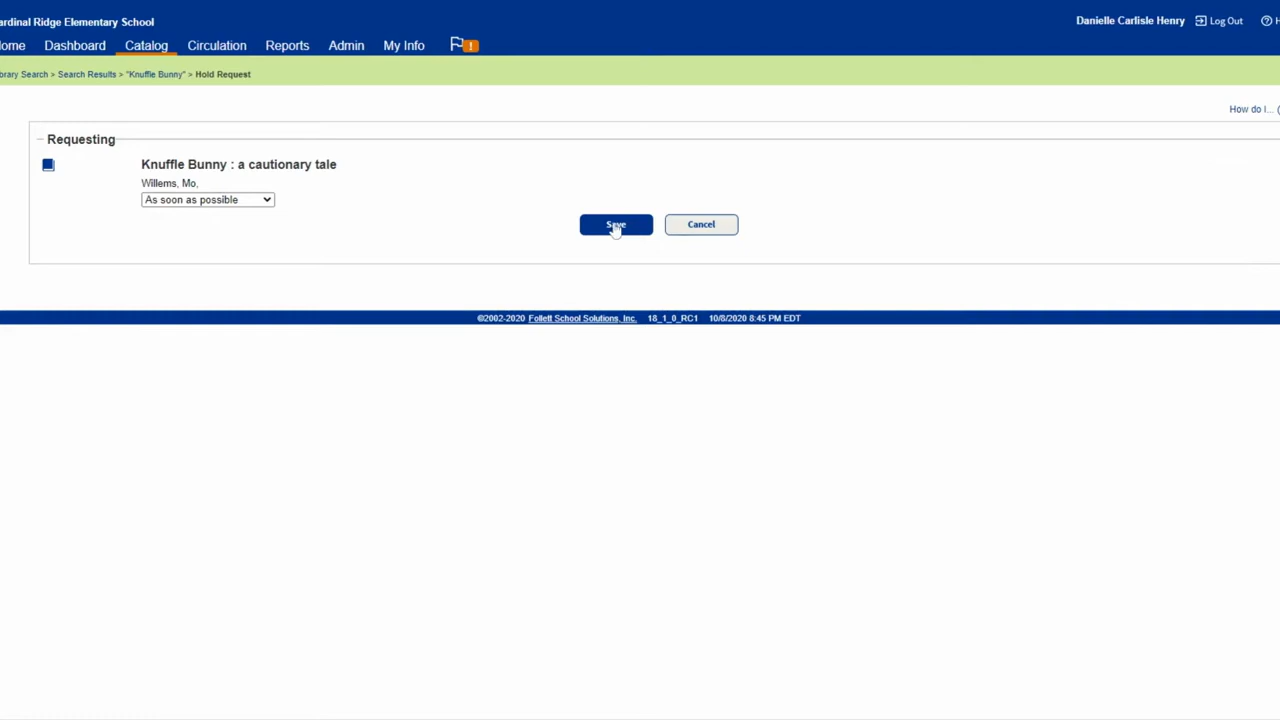 ardinal Ridge Elementary School
Danielle Carlisle Henry Log Out H
ome Dashboard Catalog Circulation Reports Admin My Info !
brary Search > Search Results > "Knuffle Bunny" > Hold Request
How do I... (
Requesting
Knuffle Bunny : a cautionary tale
Willems, Mo,
As soon as possible
Save Cancel
©2002-2020 Follett School Solutions, Inc. 18_1_0_RC1 10/8/2020 8:45 PM EDT